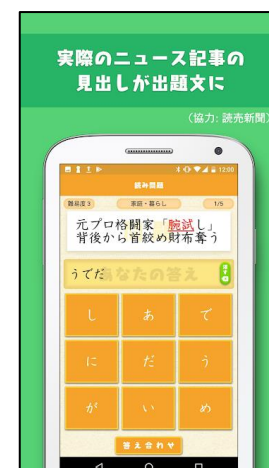 実際のニュース記事の
見出しが出題文に
(協力: 読売新聞)
12:00
読み問題
難易度3
家庭・暮らし
1/5
元プロ格闘家「腕試し」
背後から首絞め財布奪う
うでだ あなたの答え 消す
し あ で
に だ う
が い め
答え合わせ